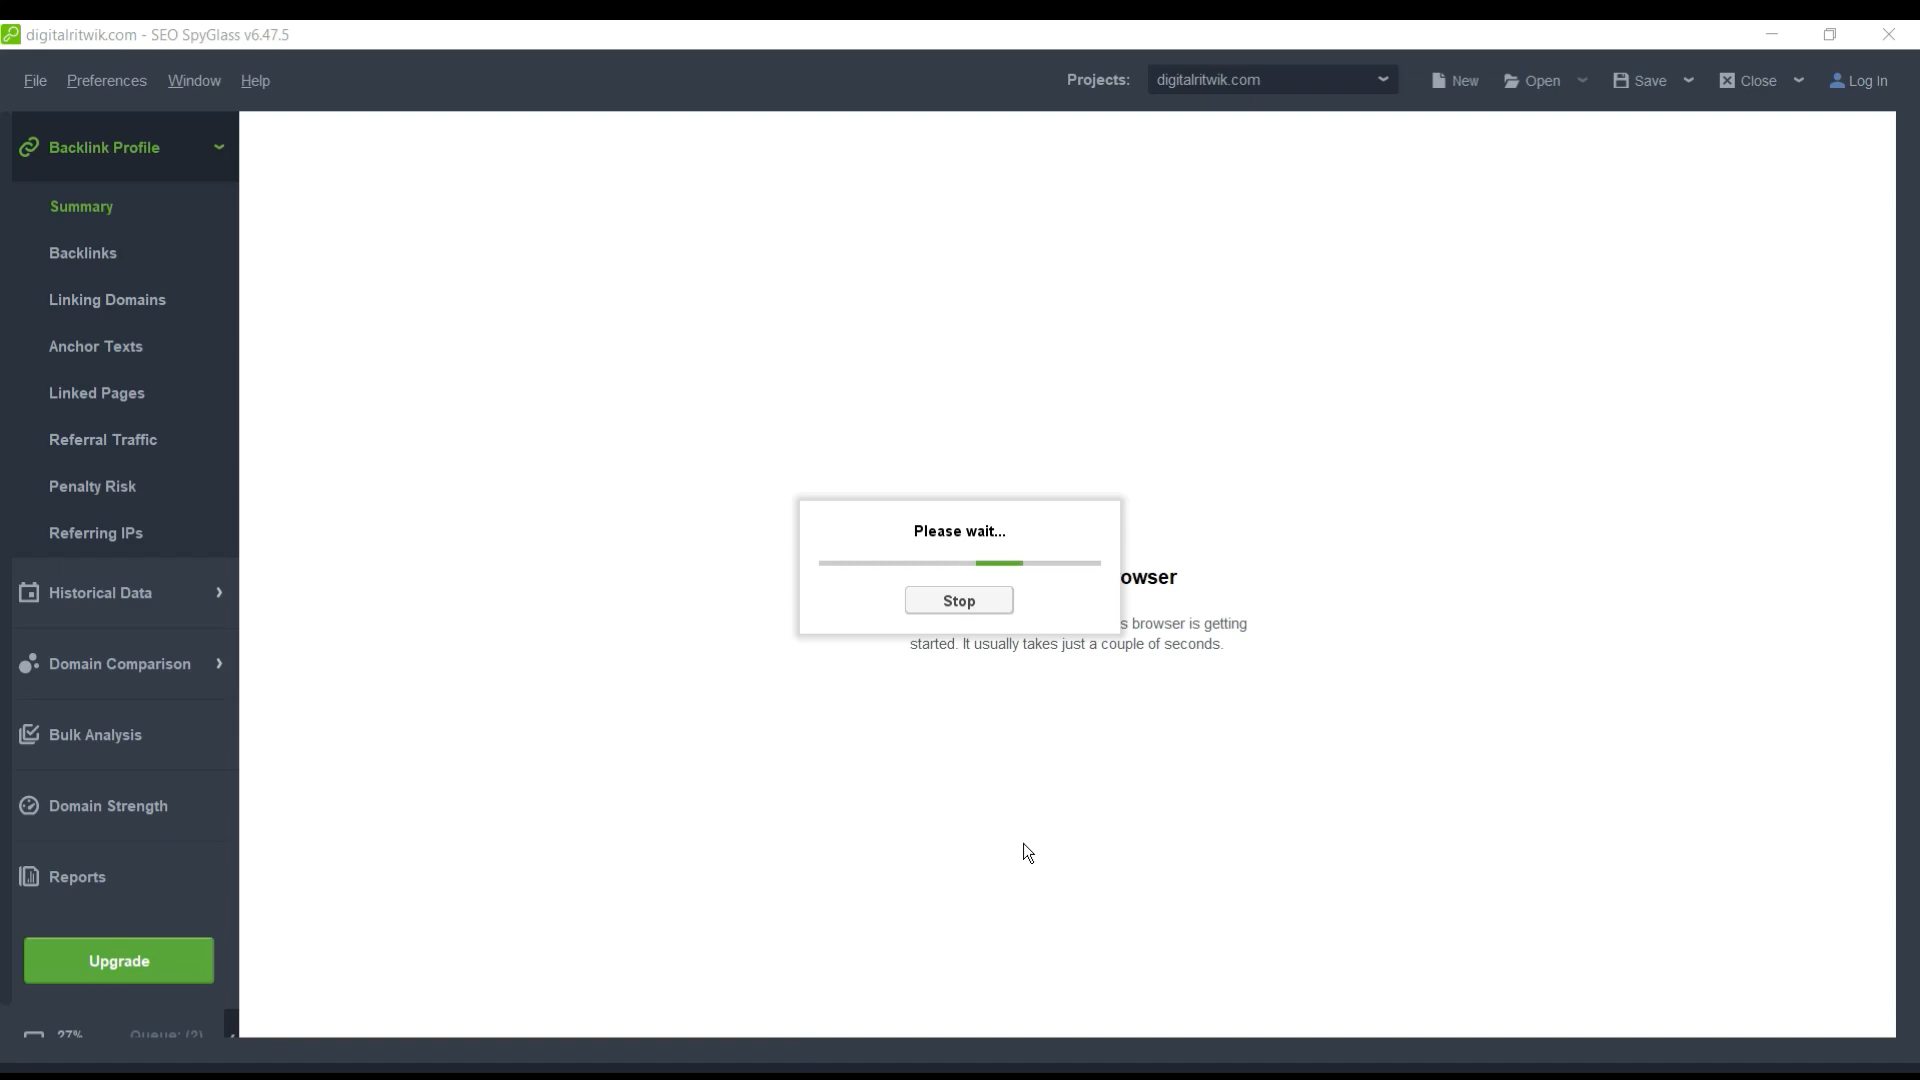 digitalritwik.com - SEO SpyGlass v6.47.5
File Preferences Window Help Projects: digitalritwik.com New Open Save Close Log In
Backlink Profile
Summary
Backlinks
Linking Domains
Anchor Texts
Linked Pages
Referral Traffic
Penalty Risk
Referring IPs
Historical Data
Domain Comparison
Bulk Analysis
Domain Strength
Reports
Upgrade
27% Queue: (2)
Please wait...
Stop
owser
s browser is getting
started. It usually takes just a couple of seconds.